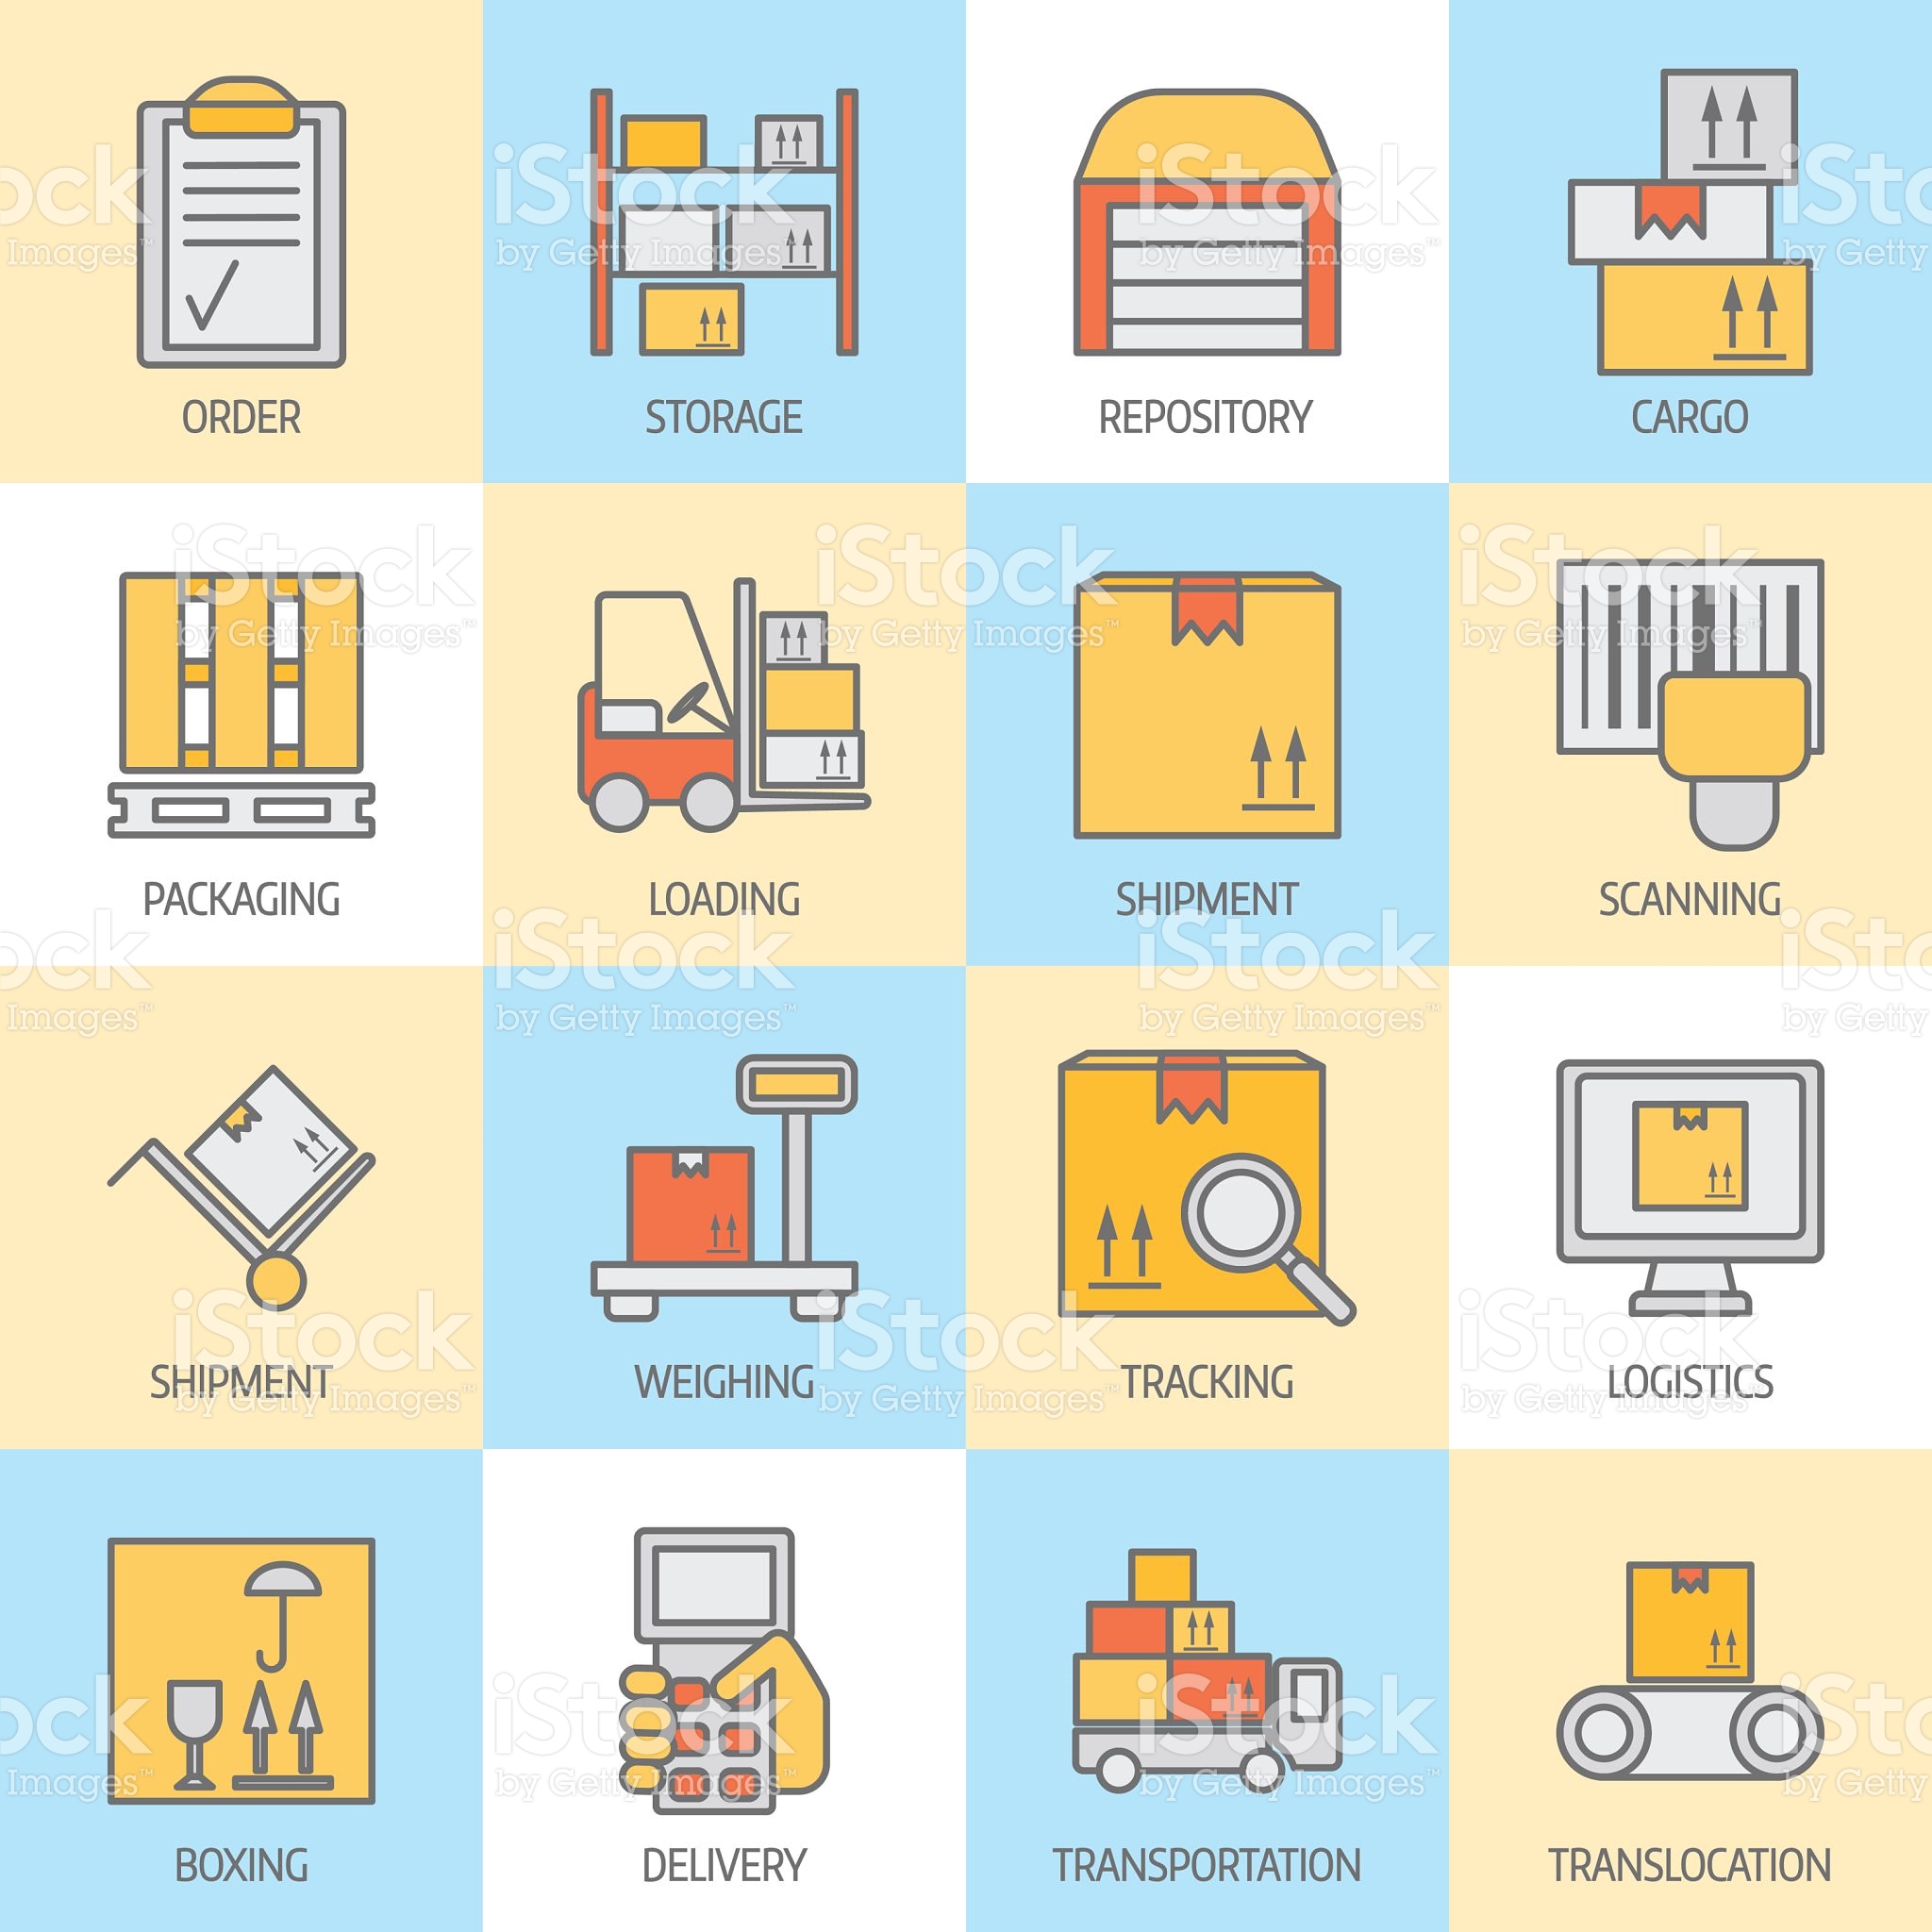 ORDER
STORAGE
REPOSITORY
CARGO
PACKAGING
LOADING
SHIPMENT
SCANNING
SHIPMENT
WEIGHING
TRACKING
LOGISTICS
BOXING
DELIVERY
TRANSPORTATION
TRANSLOCATION
iStock
by Getty Images™